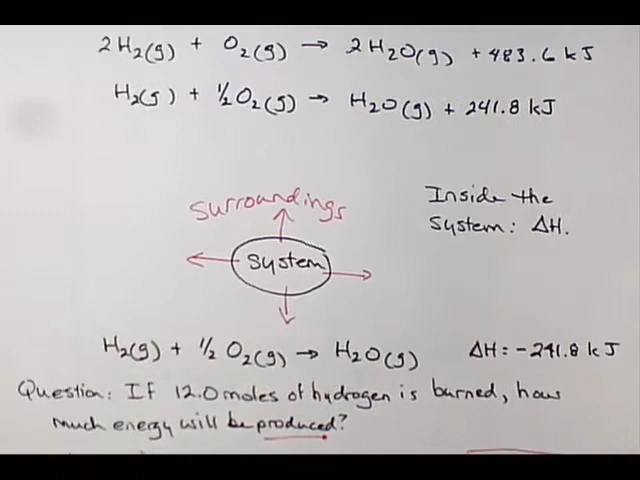 2H₂(g) + O₂(g) → 2H₂O(g) + 483.6 kJ
H₂(g) + ½O₂(g) → H₂O(g) + 241.8 kJ
Surroundings
System
Inside the
System: ΔH.
H₂(g) + ½ O₂(g) → H₂O(g) ΔH: -241.8 kJ
Question: If 12.0 moles of hydrogen is burned, how
much energy will be produced?